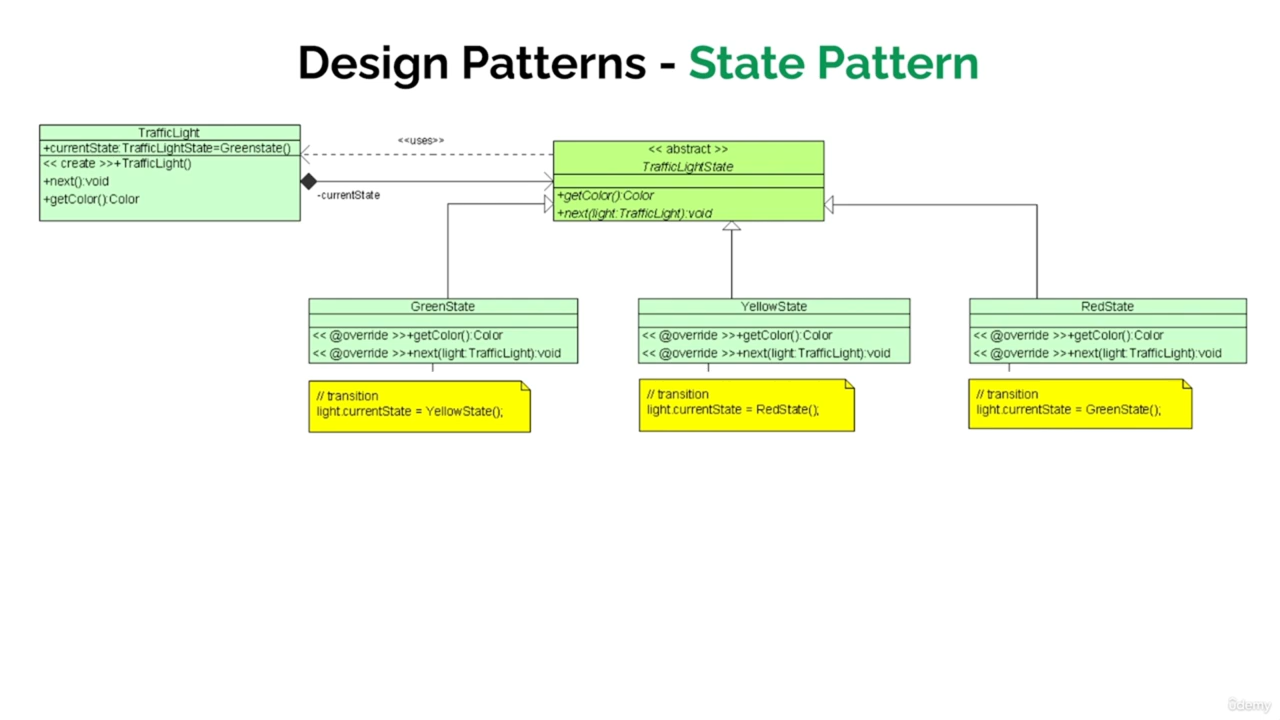 Design Patterns - State Pattern
TrafficLight
+currentState:TrafficLightState=Greenstate()
<< create >>+TrafficLight()
+next():void
+getColor():Color
<<uses>>
-currentState
<< abstract >>
TrafficLightState
+getColor():Color
+next(light:TrafficLight):void
GreenState
<< @override >>+getColor():Color
<< @override >>+next(light:TrafficLight):void
// transition
light.currentState = YellowState();
YellowState
<< @override >>+getColor():Color
<< @override >>+next(light:TrafficLight):void
// transition
light.currentState = RedState();
RedState
<< @override >>+getColor():Color
<< @override >>+next(light:TrafficLight):void
// transition
light.currentState = GreenState();
ûdemy